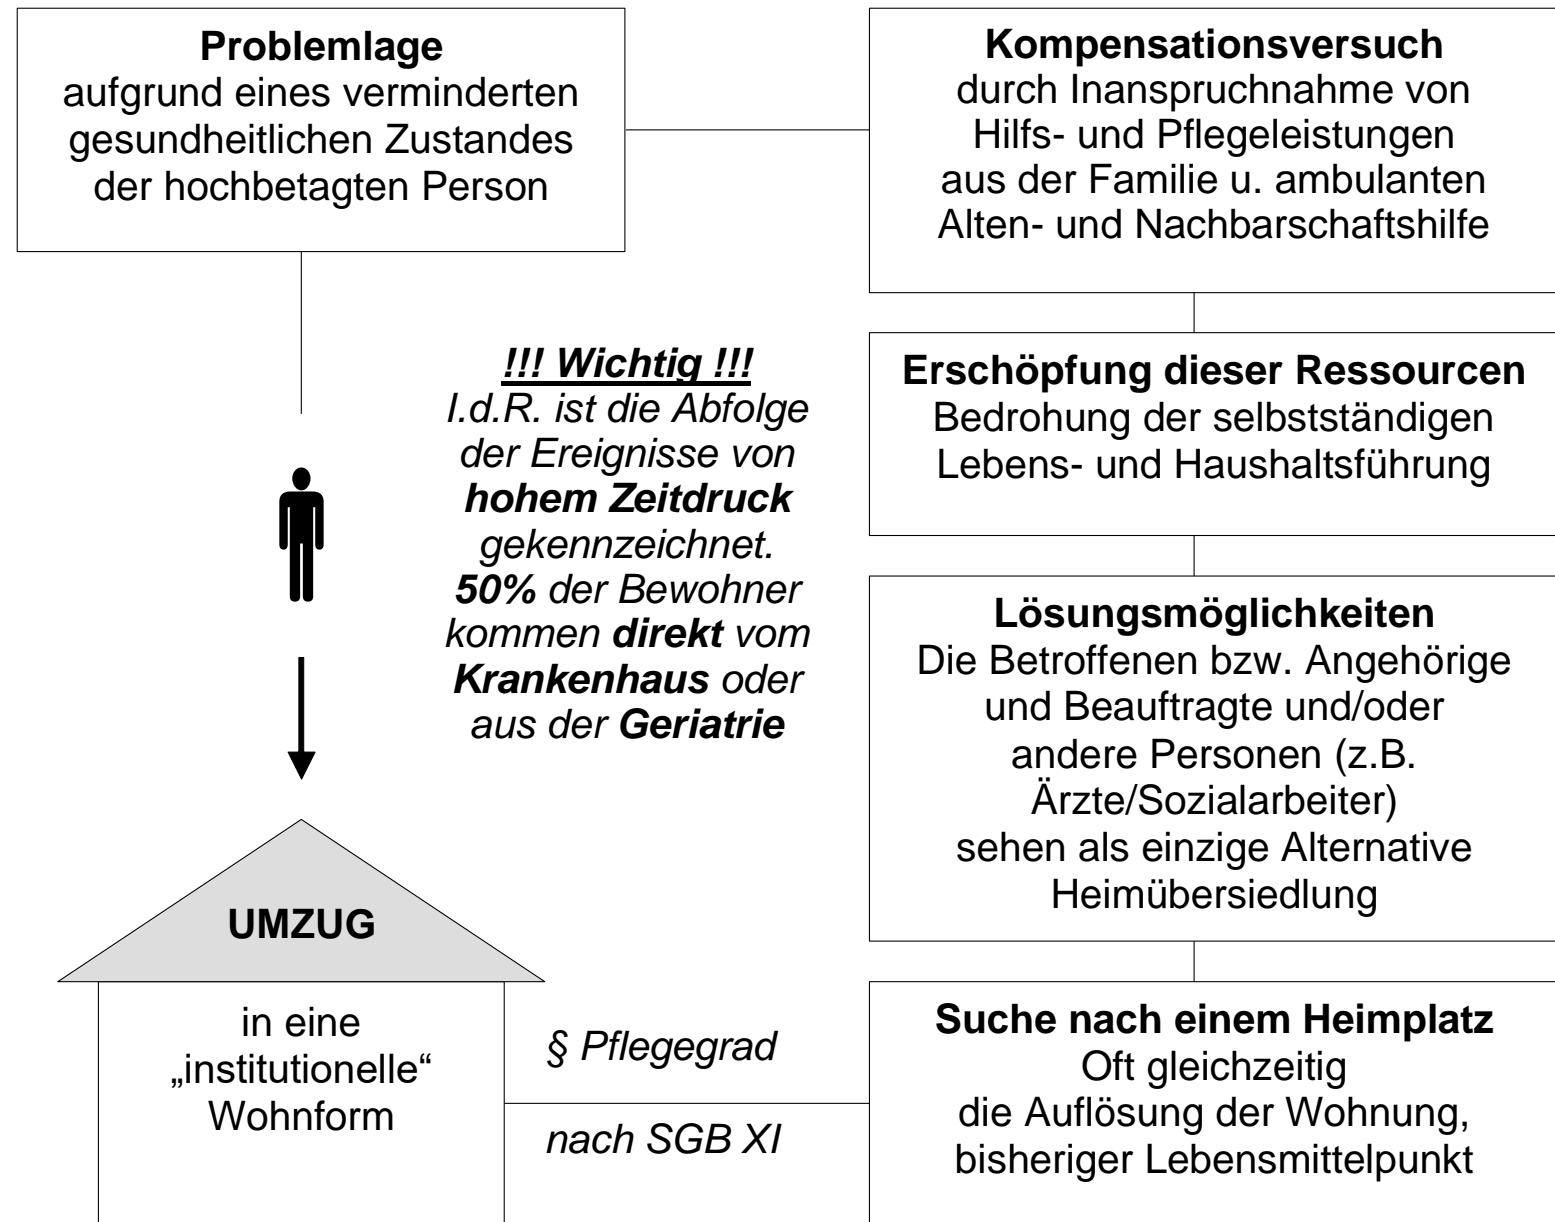 Problemlage
aufgrund eines verminderten
gesundheitlichen Zustandes
der hochbetagten Person
Kompensationsversuch
durch Inanspruchnahme von
Hilfs- und Pflegeleistungen
aus der Familie u. ambulanten
Alten- und Nachbarschaftshilfe
!!! Wichtig !!!
I.d.R. ist die Abfolge
der Ereignisse von
hohem Zeitdruck
gekennzeichnet.
50% der Bewohner
kommen direkt vom
Krankenhaus oder
aus der Geriatrie
Erschöpfung dieser Ressourcen
Bedrohung der selbstständigen
Lebens- und Haushaltsführung
Lösungsmöglichkeiten
Die Betroffenen bzw. Angehörige
und Beauftragte und/oder
andere Personen (z.B.
Ärzte/Sozialarbeiter)
sehen als einzige Alternative
Heimübersiedlung
Suche nach einem Heimplatz
Oft gleichzeitig
die Auflösung der Wohnung,
bisheriger Lebensmittelpunkt
§ Pflegegrad
nach SGB XI
UMZUG
in eine
„institutionelle“
Wohnform